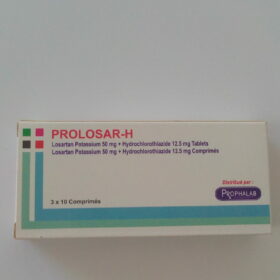 PROLOSAR-H
Losartan Potassium 50 mg + Hydrochlorothiazide 12.5 mg Tablets
Losartan Potassium 50 mg + Hydrochlorothiazide 12.5 mg Comprimés
3 x 10 Comprimés
Distribué par :
PROPHALAB